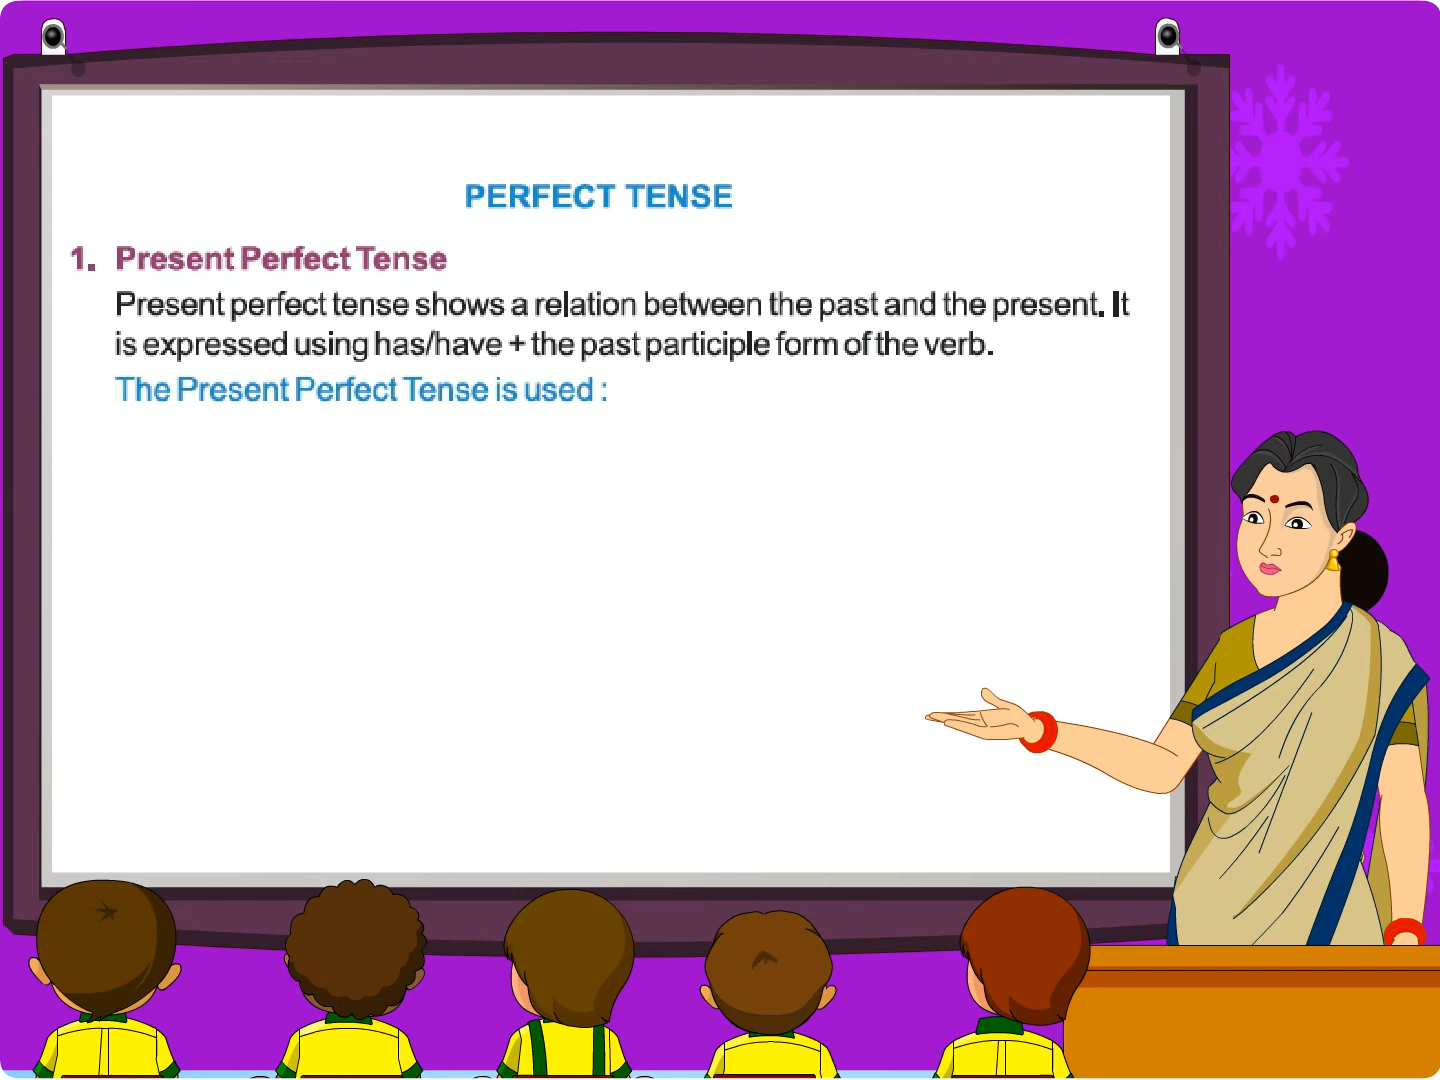 PERFECT TENSE
1. Present Perfect Tense
Present perfect tense shows a relation between the past and the present. It
is expressed using has/have + the past participle form of the verb.
The Present Perfect Tense is used :